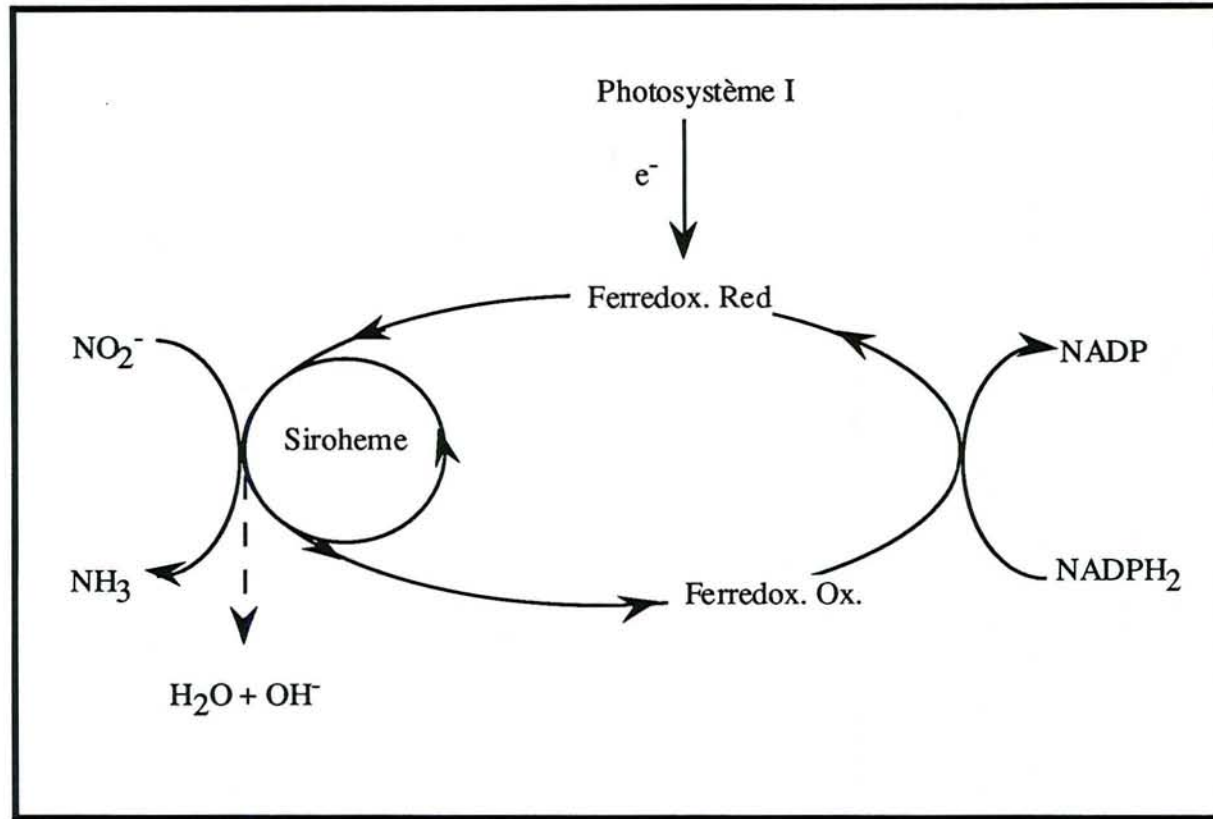 Photosystème I
e⁻
Ferredox. Red
NO₂⁻
NADP
Siroheme
NH₃
NADPH₂
Ferredox. Ox.
H₂O + OH⁻